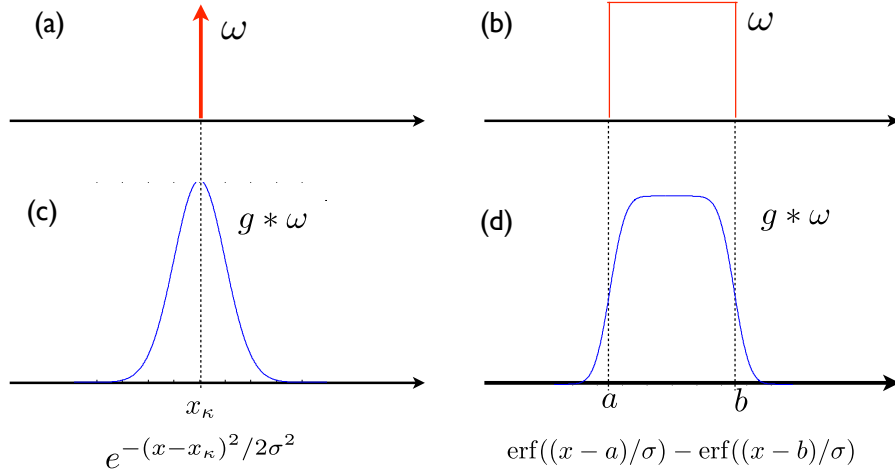 (a) ω (b) ω
(c) g ∗ ω (d) g ∗ ω
x_κ a b
e^{−(x−x_κ)^2/2σ^2} erf((x − a)/σ) − erf((x − b)/σ)